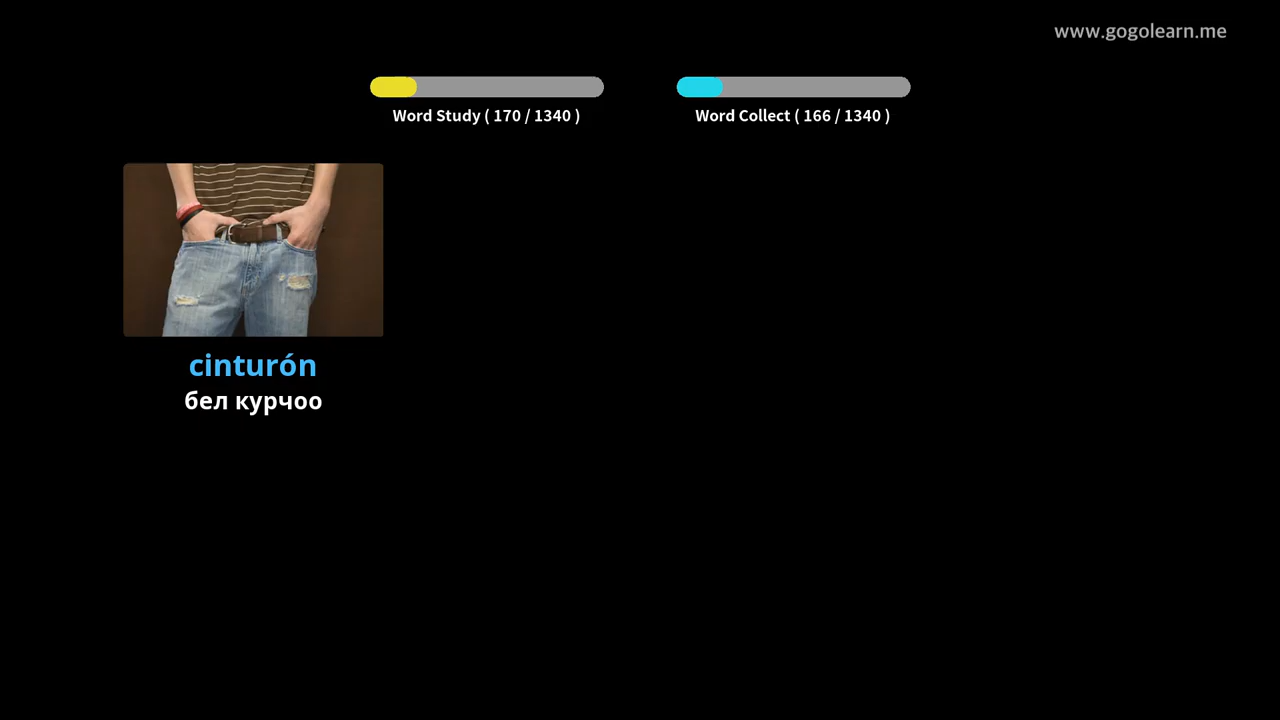 www.gogolearn.me
Word Study ( 170 / 1340 )
Word Collect ( 166 / 1340 )
cinturón
бел курчоо